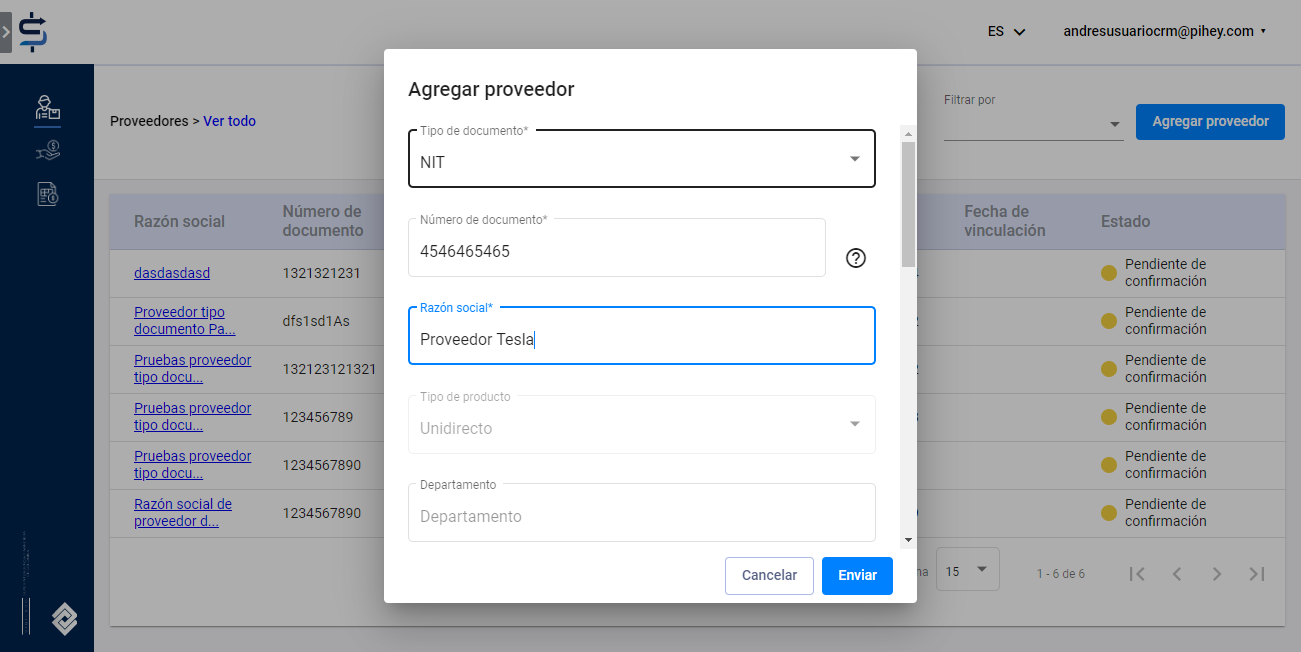 ES
andresusuariocrm@pihey.com
Proveedores > Ver todo
Filtrar por
Agregar proveedor
Razón social
Número de documento
Fecha de vinculación
Estado
dasdasdasd
1321321231
Pendiente de confirmación
Proveedor tipo documento Pa...
dfs1sd1As
Pendiente de confirmación
Pruebas proveedor tipo docu...
132123121321
Pendiente de confirmación
Pruebas proveedor tipo docu...
123456789
Pendiente de confirmación
Pruebas proveedor tipo docu...
1234567890
Pendiente de confirmación
Razón social de proveedor d...
1234567890
Pendiente de confirmación
15
1 - 6 de 6
Agregar proveedor
Tipo de documento*
NIT
Número de documento*
4546465465
Razón social*
Proveedor Tesla
Tipo de producto
Unidirecto
Departamento
Departamento
Cancelar
Enviar